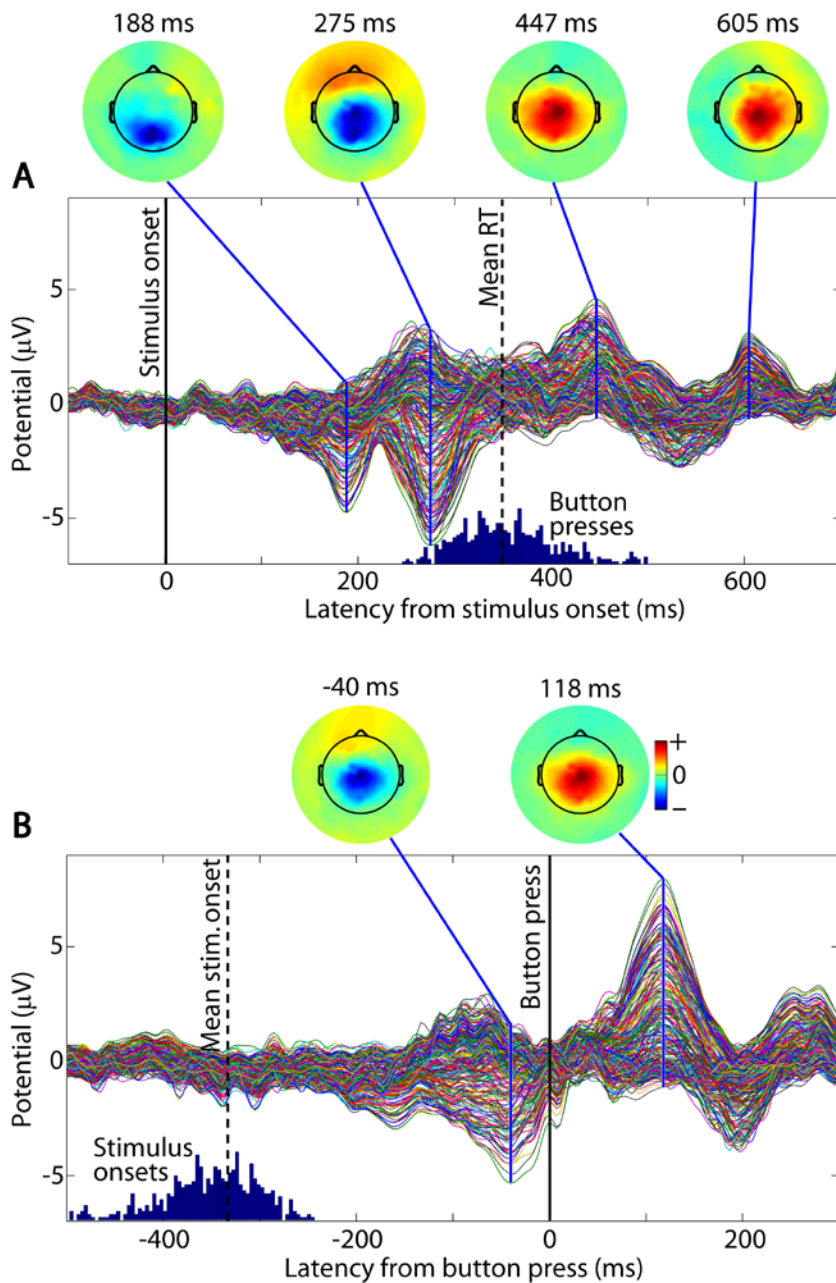 188 ms
275 ms
447 ms
605 ms
A
Stimulus onset
Mean RT
Potential (µV)
5
0
-5
Button
presses
0
200
400
600
Latency from stimulus onset (ms)
-40 ms
118 ms
+
0
−
B
Mean stim. onset
Button press
Potential (µV)
5
0
-5
Stimulus
onsets
-400
-200
0
200
Latency from button press (ms)